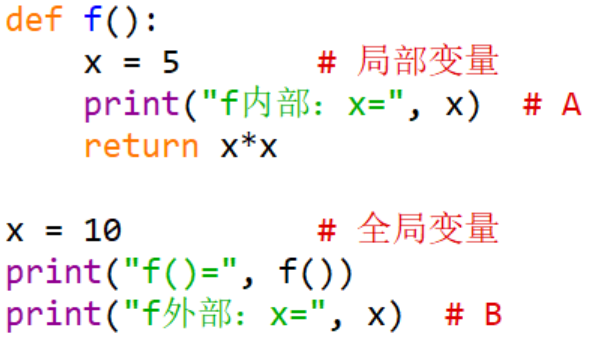 def f():
    x = 5       # 局部变量
    print("f内部：x=", x)  # A
    return x*x

x = 10          # 全局变量
print("f()=", f())
print("f外部：x=", x)  # B